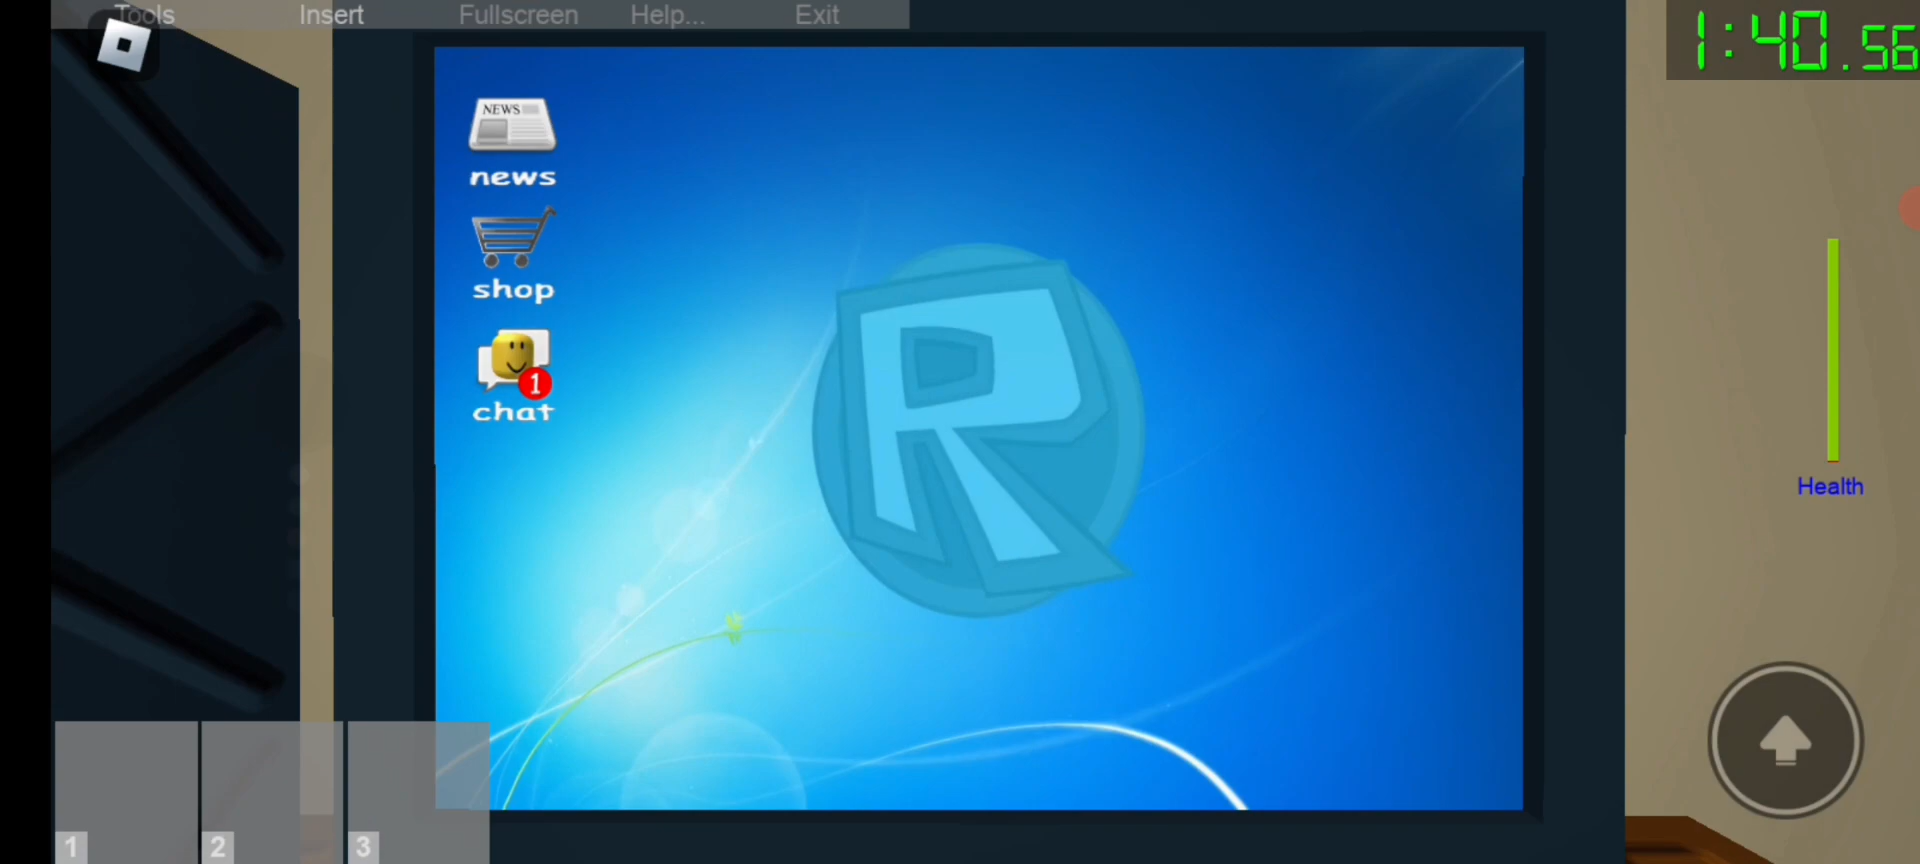 Tools Insert Fullscreen Help... Exit
1:40.56
NEWS
news
shop
1
chat
R
Health
1 2 3